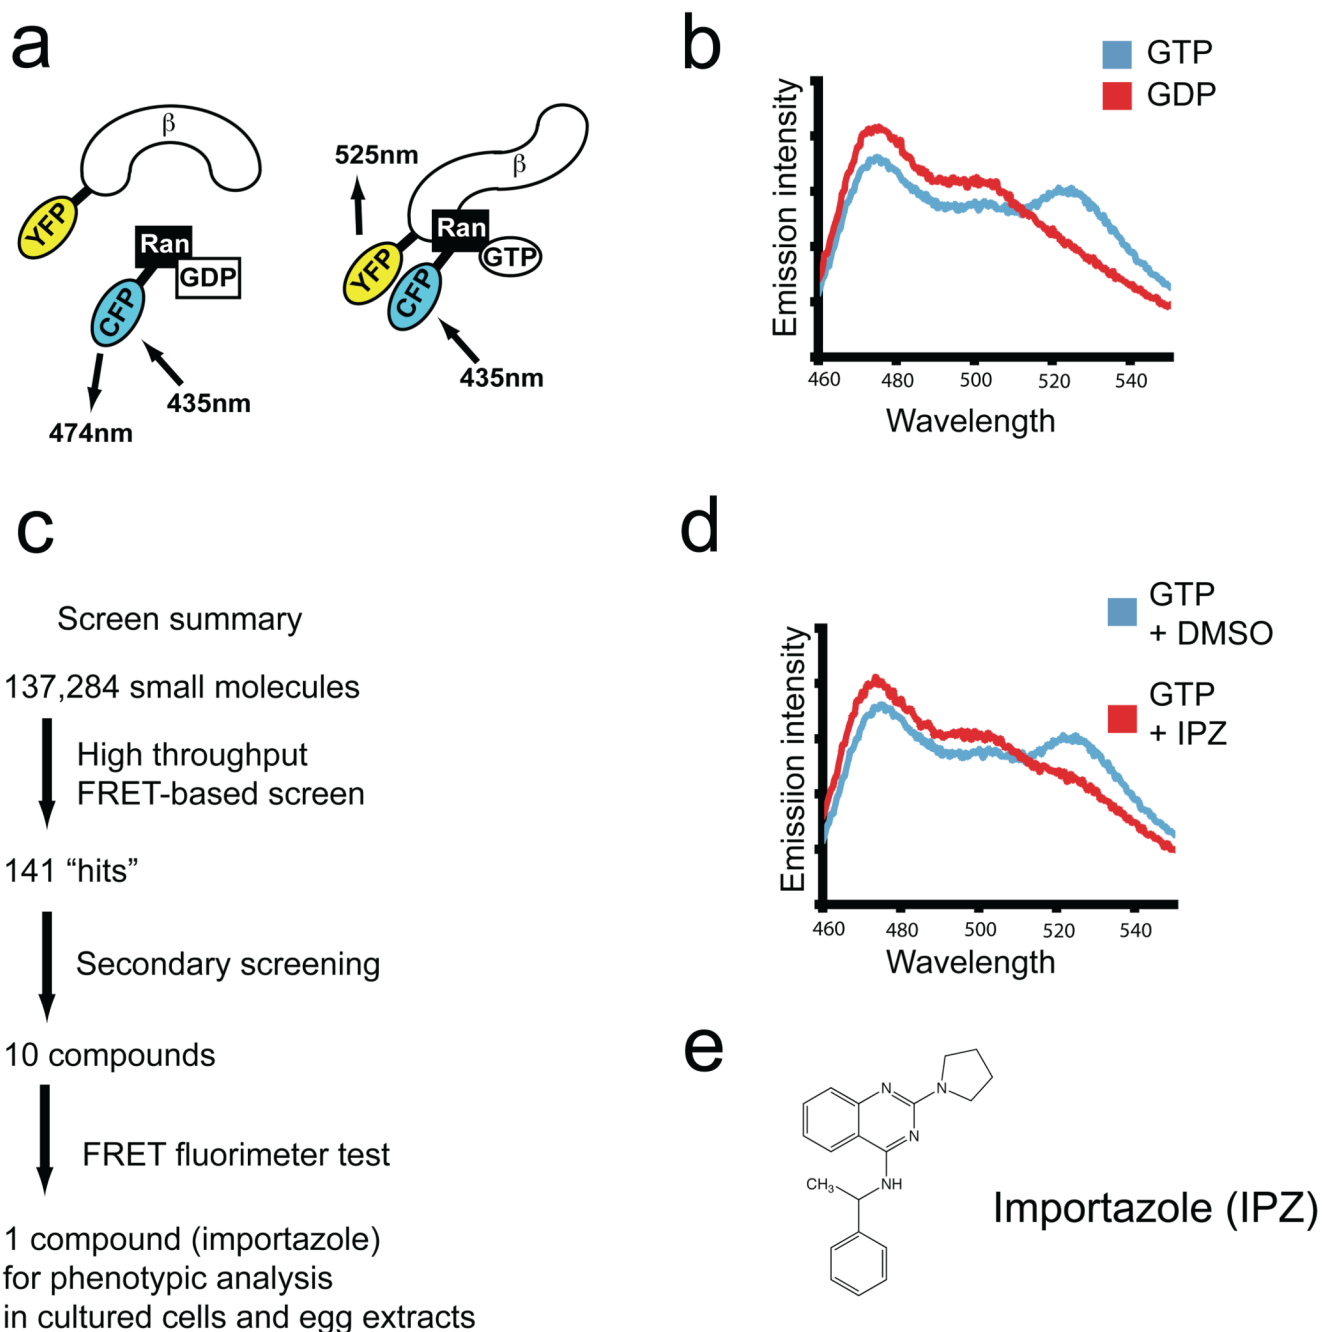 a
β
YFP
Ran
GDP
CFP
435nm
474nm
525nm
β
Ran
GTP
YFP
CFP
435nm
b
GTP
GDP
Emission intensity
460 480 500 520 540
Wavelength
c
Screen summary
137,284 small molecules
High throughput
FRET-based screen
141 “hits”
Secondary screening
10 compounds
FRET fluorimeter test
1 compound (importazole)
for phenotypic analysis
in cultured cells and egg extracts
d
GTP
+ DMSO
GTP
+ IPZ
Emissiion intensity
460 480 500 520 540
Wavelength
e
N
N
N
CH₃
NH
Importazole (IPZ)